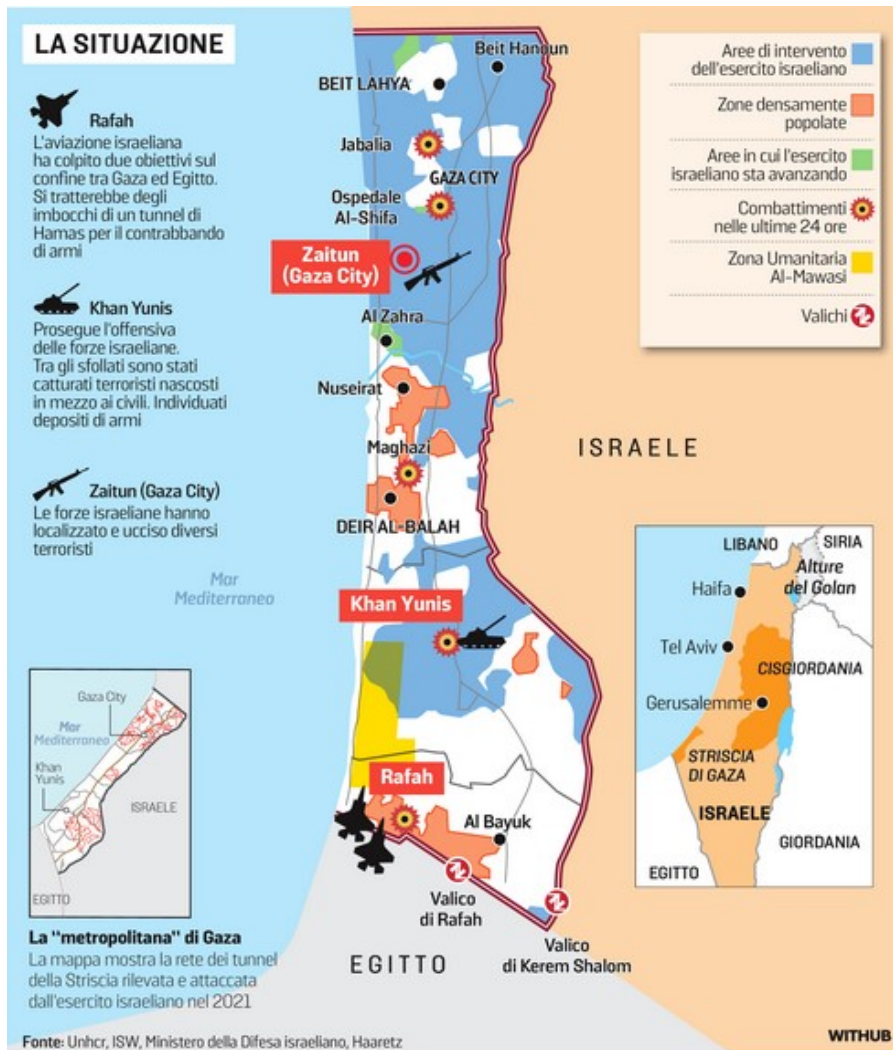 LA SITUAZIONE
Rafah
L'aviazione israeliana
ha colpito due obiettivi sul
confine tra Gaza ed Egitto.
Si tratterebbe degli
imbocchi di un tunnel di
Hamas per il contrabbando
di armi
Khan Yunis
Prosegue l'offensiva
delle forze israeliane.
Tra gli sfollati sono stati
catturati terroristi nascosti
in mezzo ai civili. Individuati
depositi di armi
Zaitun (Gaza City)
Le forze israeliane hanno
localizzato e ucciso diversi
terroristi
Mar
Mediterraneo
Beit Hanoun
BEIT LAHYA
Jabalia
GAZA CITY
Ospedale
Al-Shifa
Zaitun
(Gaza City)
Al Zahra
Nuseirat
Maghazi
DEIR AL-BALAH
Khan Yunis
Rafah
Al Bayuk
Valico
di Rafah
Valico
di Kerem Shalom
EGITTO
ISRAELE
Aree di intervento
dell'esercito israeliano
Zone densamente
popolate
Aree in cui l'esercito
israeliano sta avanzando
Combattimenti
nelle ultime 24 ore
Zona Umanitaria
Al-Mawasi
Valichi
LIBANO
SIRIA
Alture
del Golan
Haifa
Tel Aviv
CISGIORDANIA
Gerusalemme
STRISCIA
DI GAZA
ISRAELE
GIORDANIA
EGITTO
Gaza City
Mar
Mediterraneo
Khan
Yunis
ISRAELE
EGITTO
La "metropolitana" di Gaza
La mappa mostra la rete dei tunnel
della Striscia rilevata e attaccata
dall'esercito israeliano nel 2021
Fonte: Unhcr, ISW, Ministero della Difesa israeliano, Haaretz
WITHUB